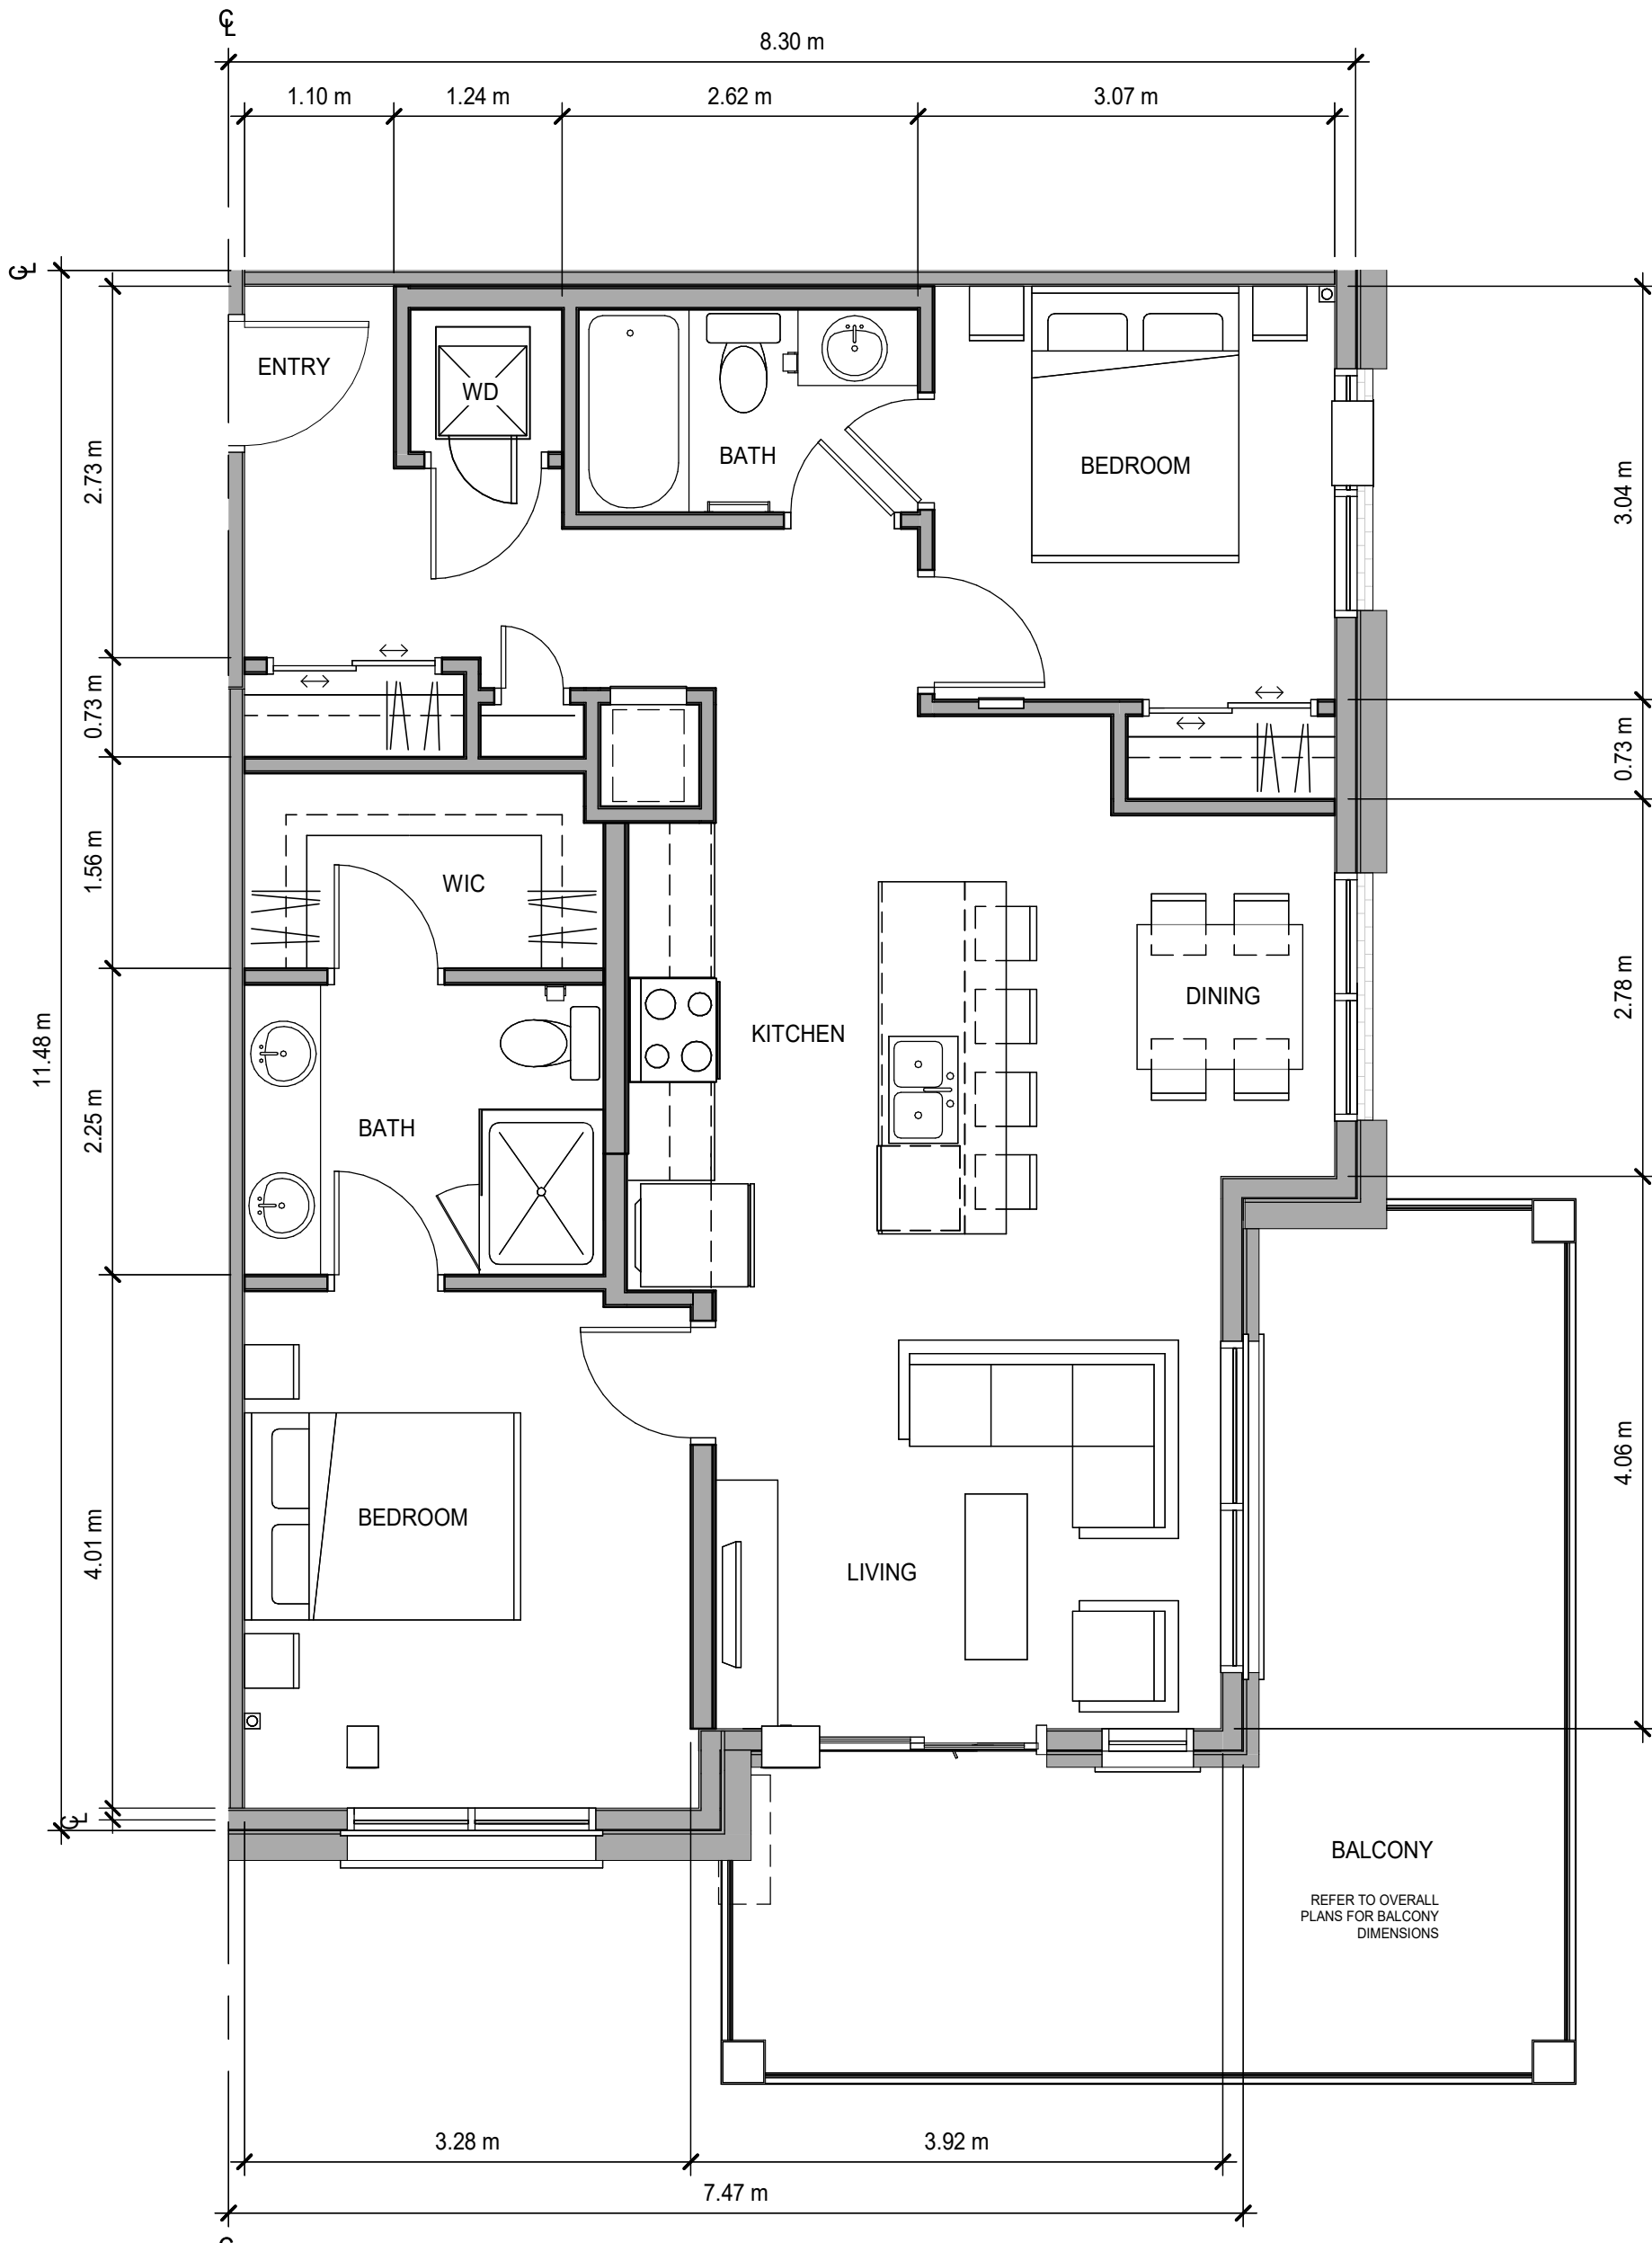 ℄
8.30 m
1.10 m
1.24 m
2.62 m
3.07 m
℄
ENTRY
WD
BATH
BEDROOM
2.73 m
3.04 m
0.73 m
0.73 m
WIC
1.56 m
DINING
2.78 m
KITCHEN
11.48 m
BATH
2.25 m
4.06 m
BEDROOM
4.01 m
LIVING
℄
BALCONY
REFER TO OVERALL
PLANS FOR BALCONY
DIMENSIONS
3.28 m
3.92 m
7.47 m